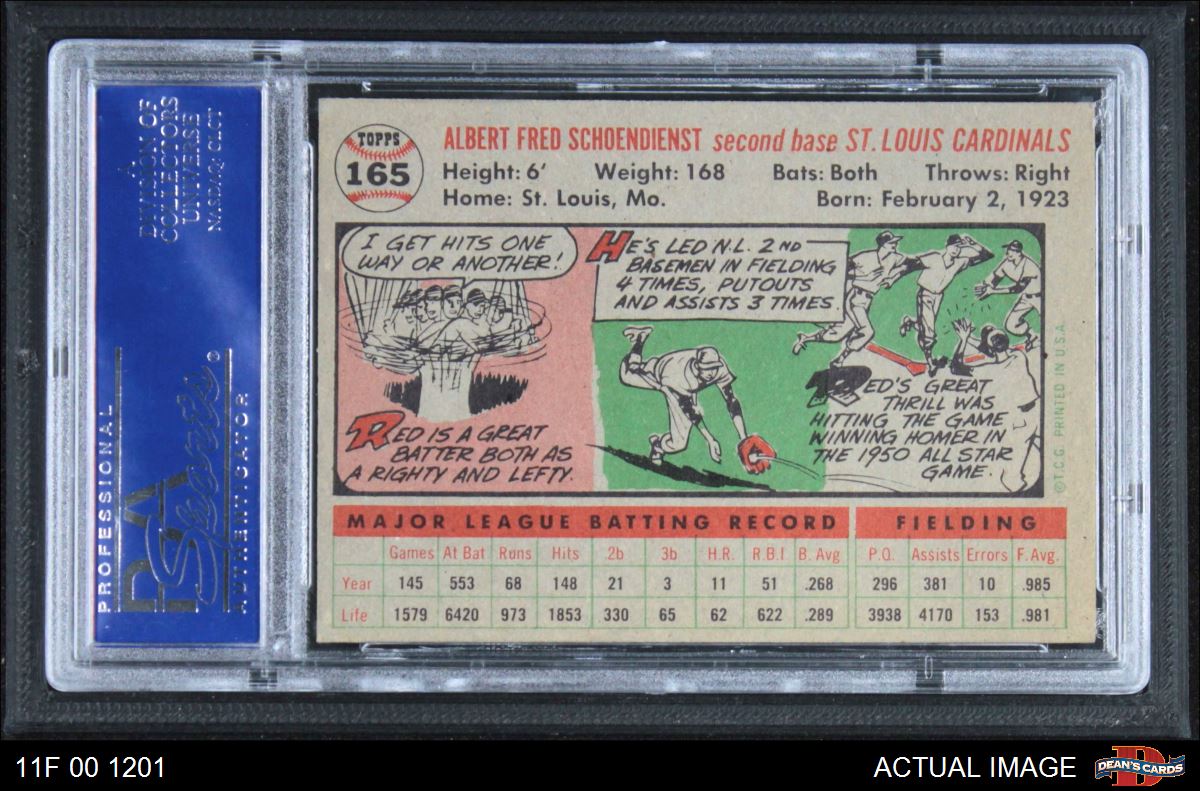 A
DIVISION OF
COLLECTORS
UNIVERSE
NASDAQ: CLCT
PROFESSIONAL
PSA
Sports®
AUTHENTICATOR
TOPPS
165
ALBERT FRED SCHOENDIENST second base ST. LOUIS CARDINALS
Height: 6' Weight: 168 Bats: Both Throws: Right
Home: St. Louis, Mo. Born: February 2, 1923
I GET HITS ONE
WAY OR ANOTHER!
RED IS A GREAT
BATTER BOTH AS
A RIGHTY AND LEFTY.
HE'S LED N.L. 2ND
BASEMEN IN FIELDING
4 TIMES, PUTOUTS
AND ASSISTS 3 TIMES.
RED'S GREAT
THRILL WAS
HITTING THE GAME
WINNING HOMER IN
THE 1950 ALL STAR
GAME.
© T.C.G. PRINTED IN U.S.A.
MAJOR LEAGUE BATTING RECORD FIELDING
Games At Bat Runs Hits 2b 3b H.R. R.B.I B. Avg P.O. Assists Errors F. Avg.
Year 145 553 68 148 21 3 11 51 .268 296 381 10 .985
Life 1579 6420 973 1853 330 65 62 622 .289 3938 4170 153 .981
11F 00 1201
ACTUAL IMAGE
D
DEAN'S CARDS